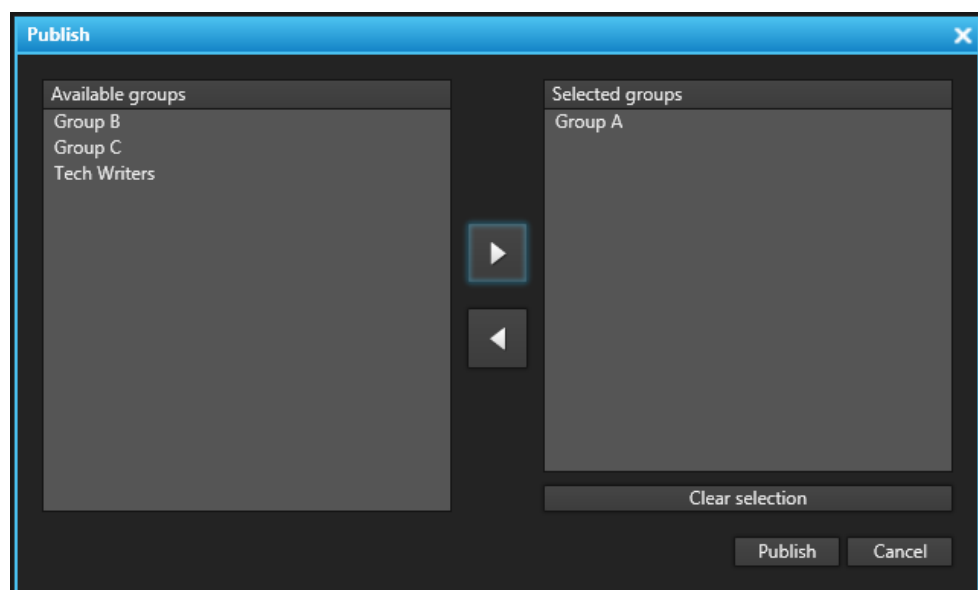 Publish
Available groups
Group B
Group C
Tech Writers
Selected groups
Group A
Clear selection
Publish
Cancel